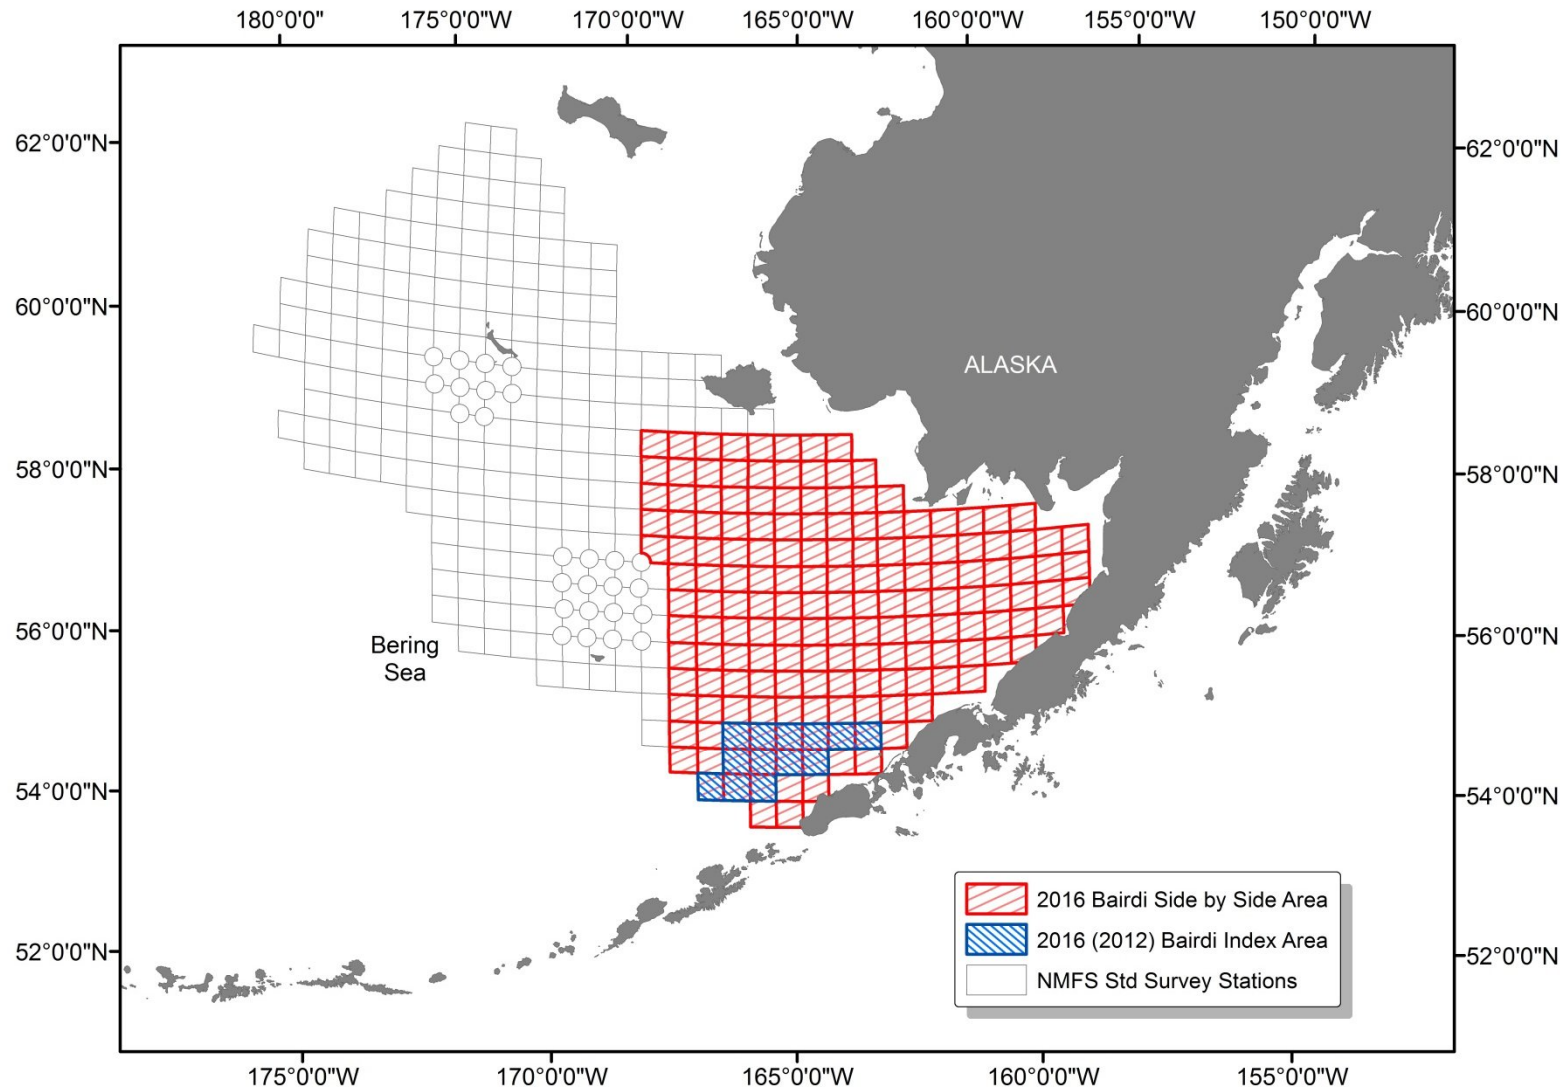 180°0'0" 175°0'0"W 170°0'0"W 165°0'0"W 160°0'0"W 155°0'0"W 150°0'0"W
62°0'0"N 62°0'0"N
60°0'0"N 60°0'0"N
ALASKA
58°0'0"N 58°0'0"N
56°0'0"N 56°0'0"N
Bering
Sea
54°0'0"N 54°0'0"N
2016 Bairdi Side by Side Area
2016 (2012) Bairdi Index Area
52°0'0"N 52°0'0"N
NMFS Std Survey Stations
175°0'0"W 170°0'0"W 165°0'0"W 160°0'0"W 155°0'0"W